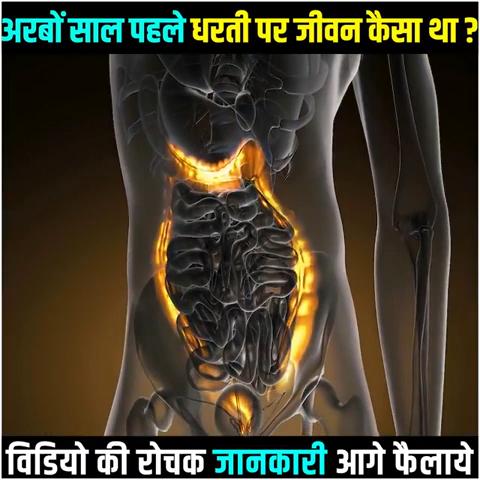 अरबों साल पहले धरती पर जीवन कैसा था ?
विडियो की रोचक जानकारी आगे फैलाये